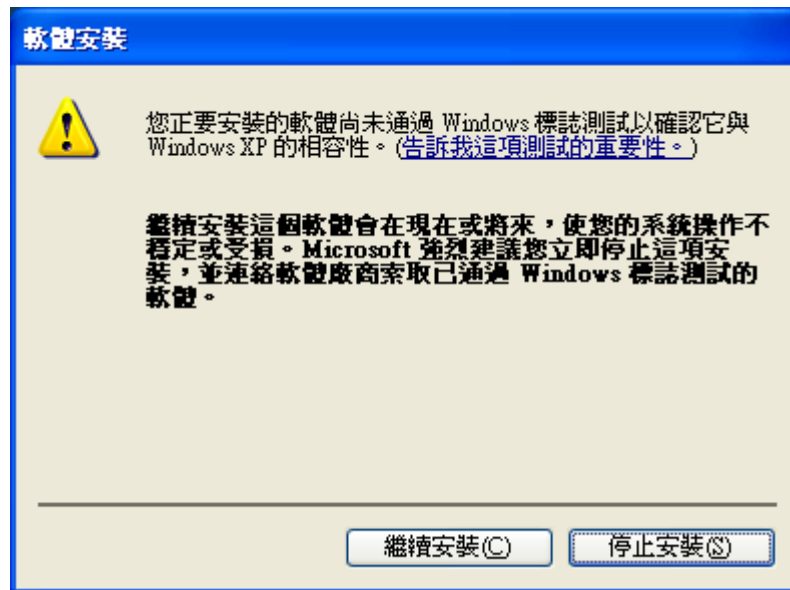 軟體安裝
您正要安裝的軟體尚未通過 Windows 標誌測試以確認它與
Windows XP 的相容性。(告訴我這項測試的重要性。)
繼續安裝這個軟體會在現在或將來，使您的系統操作不
穩定或受損。Microsoft 強烈建議您立即停止這項安
裝，並連絡軟體廠商索取已通過 Windows 標誌測試的
軟體。
繼續安裝(C)
停止安裝(S)